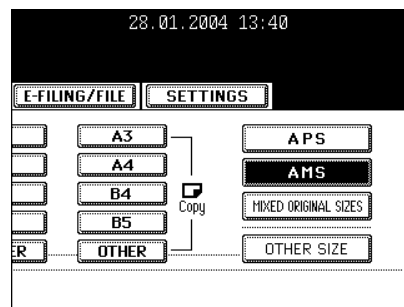 28.01.2004 13:40
E-FILING/FILE SETTINGS
A3 APS
A4 AMS
B4 Copy MIXED ORIGINAL SIZES
B5
ER OTHER OTHER SIZE